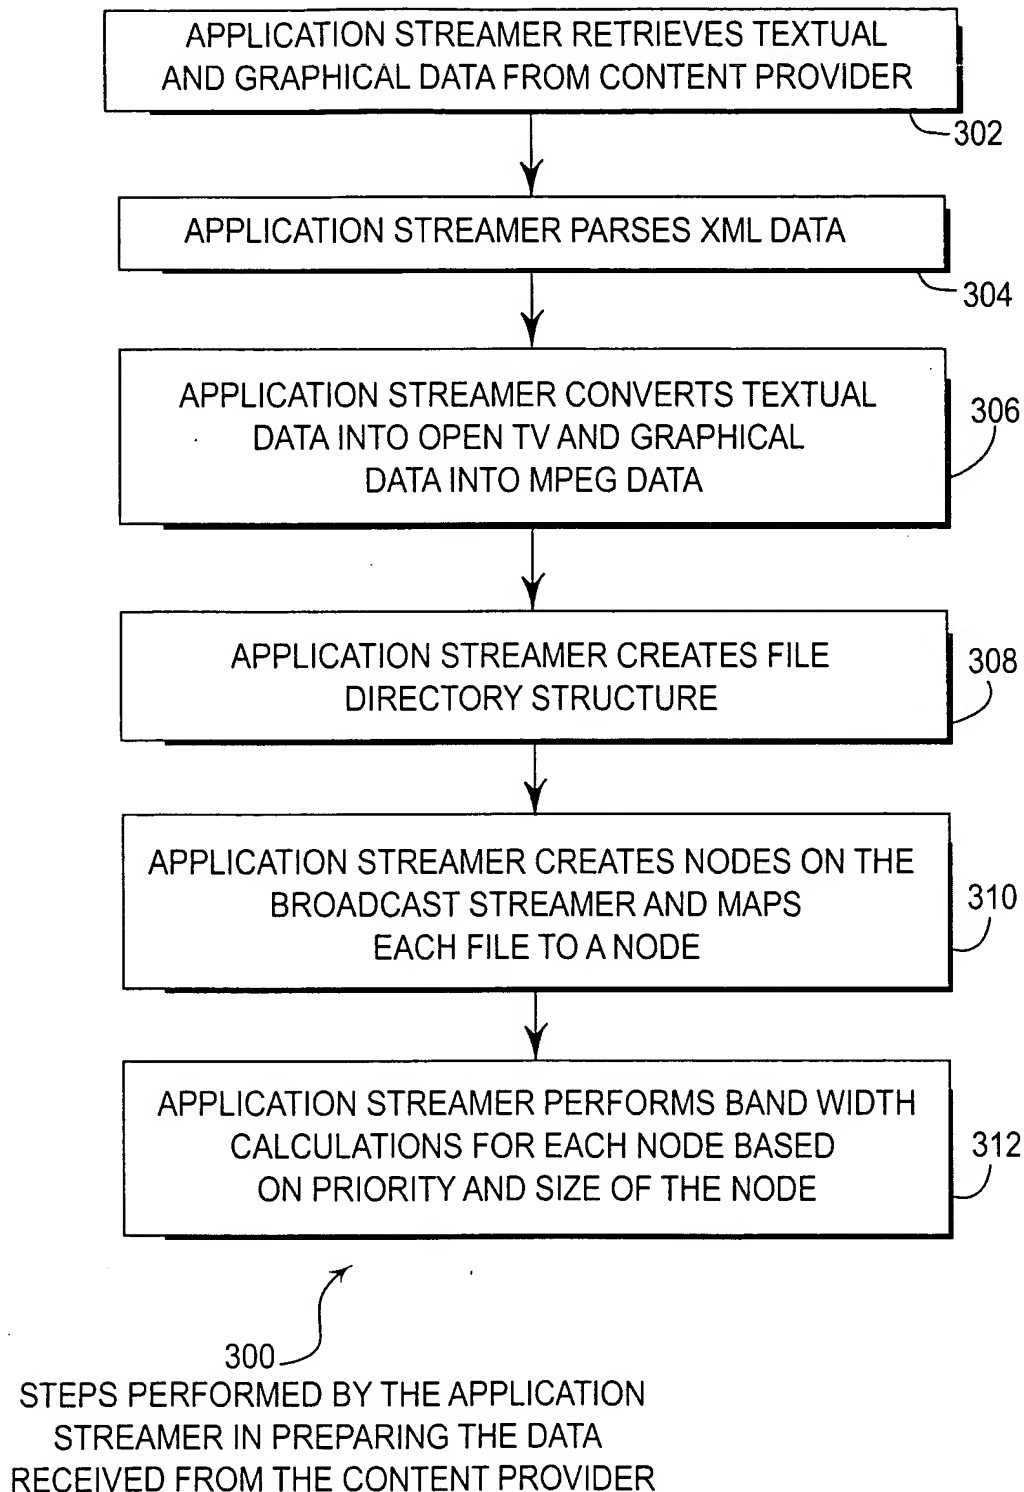 APPLICATION STREAMER RETRIEVES TEXTUAL
AND GRAPHICAL DATA FROM CONTENT PROVIDER
302
APPLICATION STREAMER PARSES XML DATA
304
APPLICATION STREAMER CONVERTS TEXTUAL
DATA INTO OPEN TV AND GRAPHICAL
DATA INTO MPEG DATA
306
APPLICATION STREAMER CREATES FILE
DIRECTORY STRUCTURE
308
APPLICATION STREAMER CREATES NODES ON THE
BROADCAST STREAMER AND MAPS
EACH FILE TO A NODE
310
APPLICATION STREAMER PERFORMS BAND WIDTH
CALCULATIONS FOR EACH NODE BASED
ON PRIORITY AND SIZE OF THE NODE
312
300
STEPS PERFORMED BY THE APPLICATION
STREAMER IN PREPARING THE DATA
RECEIVED FROM THE CONTENT PROVIDER